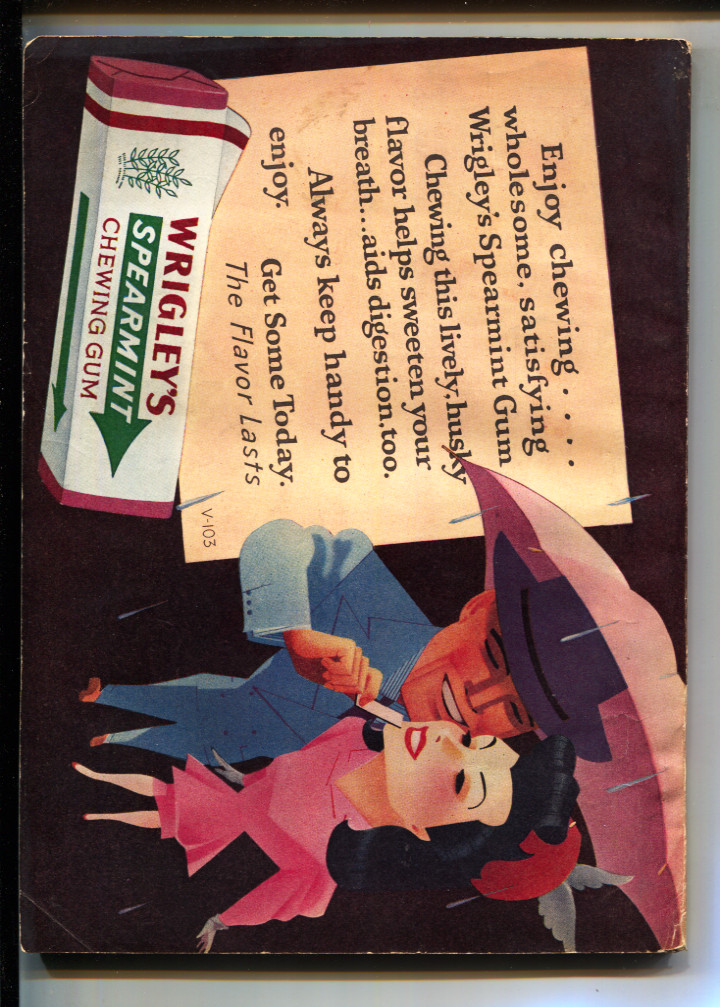 Enjoy chewing . . . .
wholesome, satisfying
Wrigley's Spearmint Gum
Chewing this lively, husky
flavor helps sweeten your
breath...aids digestion, too.
Always keep handy to
enjoy.
Get Some Today.
The Flavor Lasts
V-103
WRIGLEY'S
SPEARMINT
CHEWING GUM